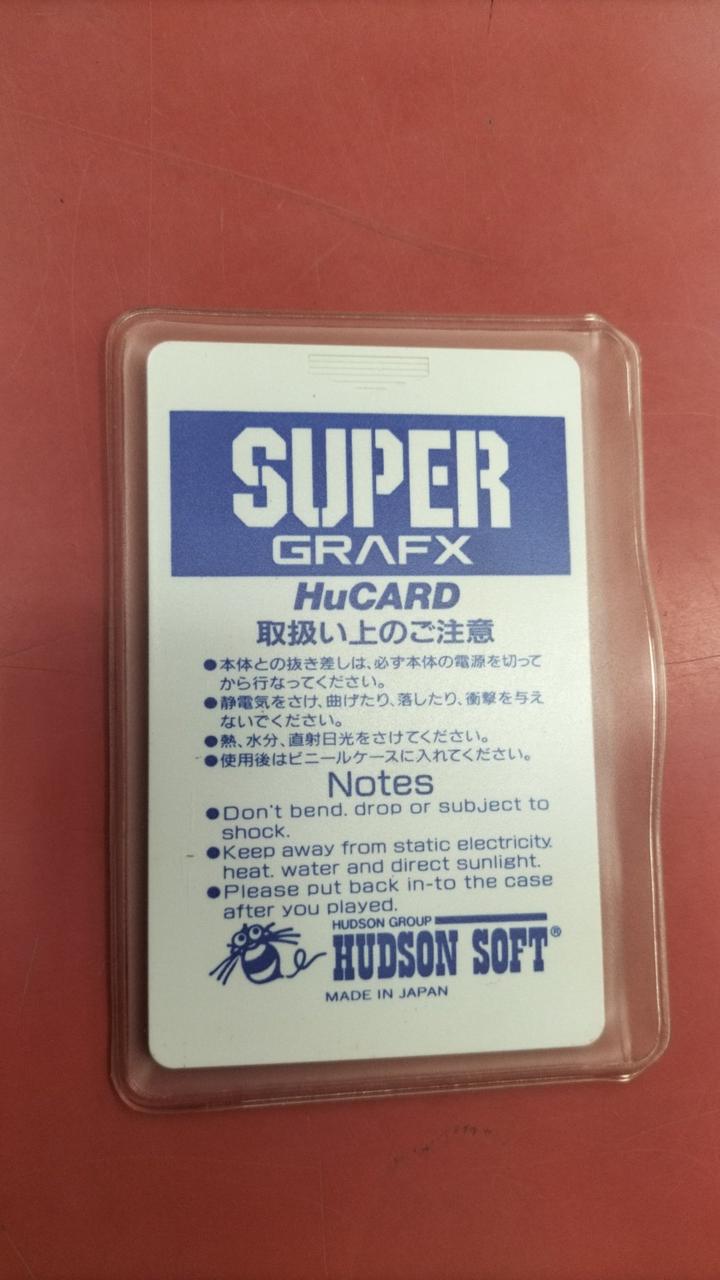 SUPER
GRAFX
HuCARD
取扱い上のご注意
●本体との抜き差しは、必ず本体の電源を切って
から行なってください。
●静電気をさけ、曲げたり、落したり、衝撃を与え
ないでください。
●熱、水分、直射日光をさけてください。
●使用後はビニールケースに入れてください。
Notes
●Don't bend. drop or subject to
shock.
●Keep away from static electricity.
heat. water and direct sunlight.
●Please put back in-to the case
after you played.
HUDSON GROUP
HUDSON SOFT®
MADE IN JAPAN